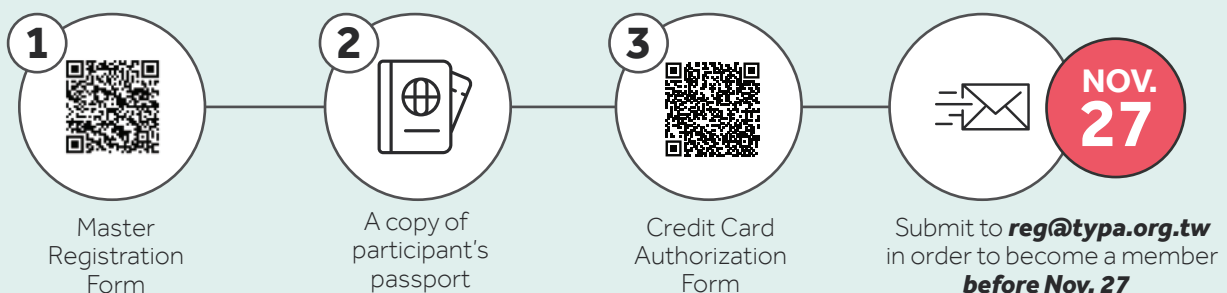 1
Master
Registration
Form
2
A copy of
participant's
passport
3
Credit Card
Authorization
Form
NOV.
27
Submit to reg@typa.org.tw
in order to become a member
before Nov. 27